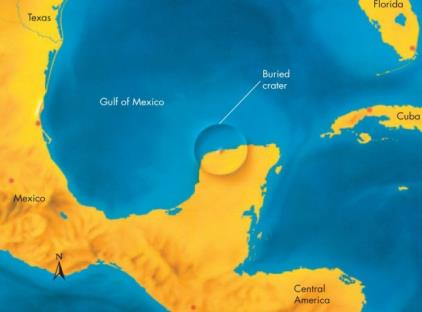 Texas
Florida
Buried
crater
Gulf of Mexico
Cuba
Mexico
N
Central
America